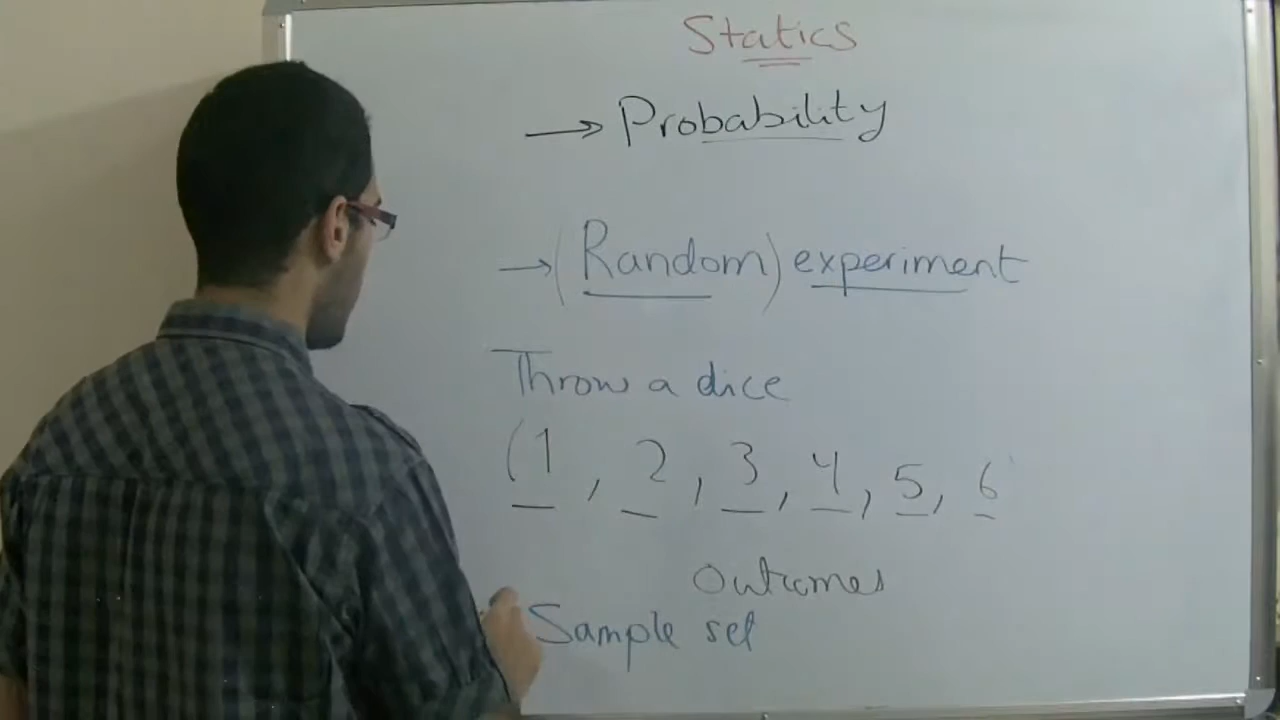 Statics
→ Probability
→ (Random) experiment
Throw a dice
(1, 2, 3, 4, 5, 6
Outcomes
Sample set